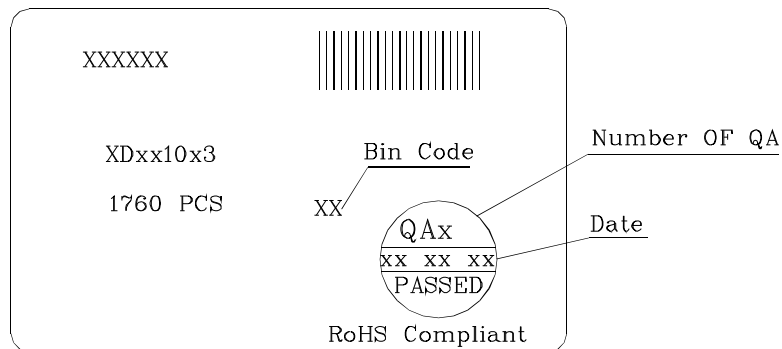 XXXXXX
XDxx10x3
Bin Code
Number OF QA
1760 PCS
XX
QAx
Date
xx xx xx
PASSED
RoHS Compliant